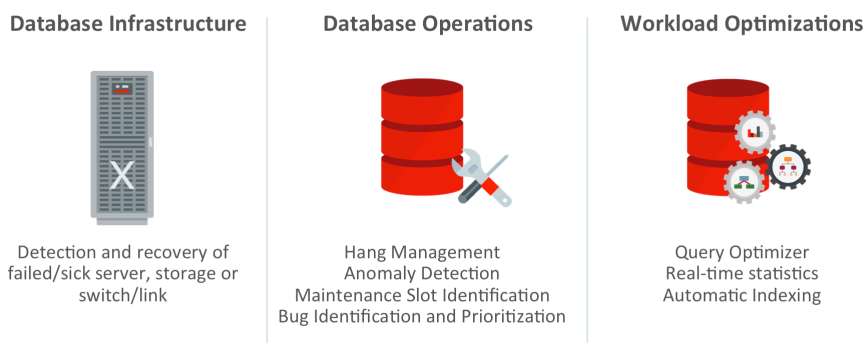 Database Infrastructure
X
Detection and recovery of
failed/sick server, storage or
switch/link
Database Operations
Hang Management
Anomaly Detection
Maintenance Slot Identification
Bug Identification and Prioritization
Workload Optimizations
Query Optimizer
Real-time statistics
Automatic Indexing